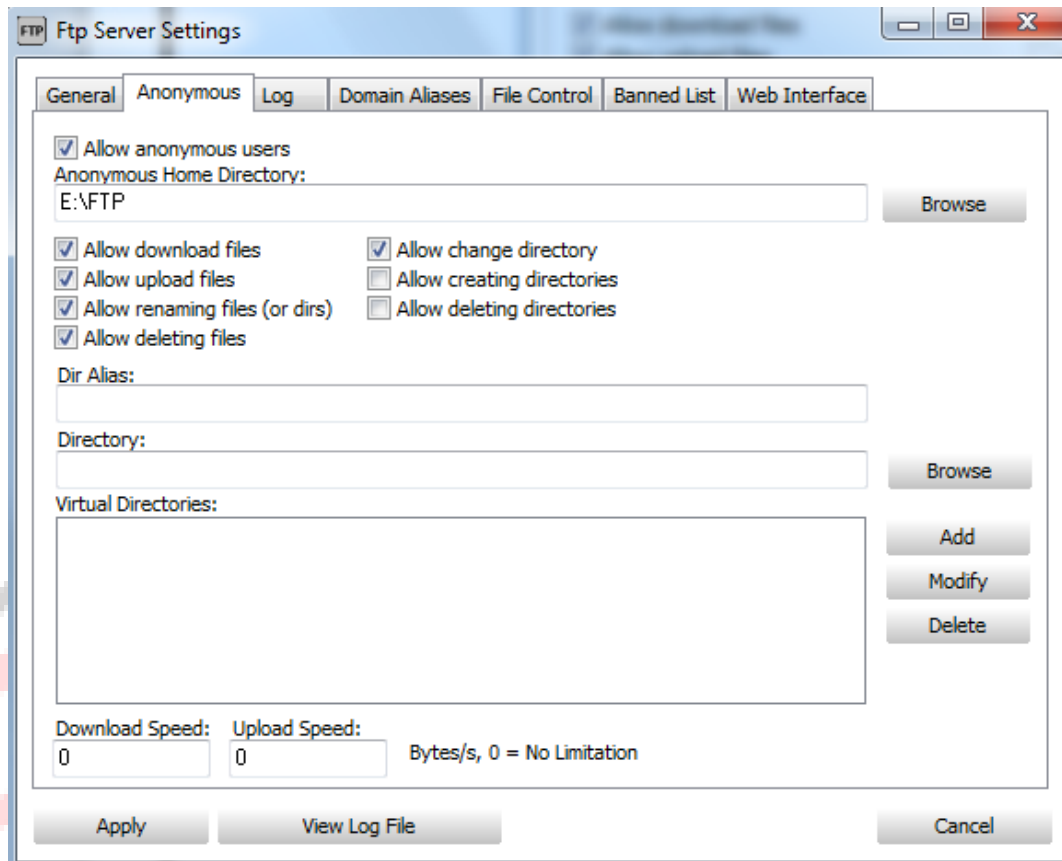 FTP Ftp Server Settings
General Anonymous Log Domain Aliases File Control Banned List Web Interface
Allow anonymous users
Anonymous Home Directory:
E:\FTP Browse
Allow download files Allow change directory
Allow upload files Allow creating directories
Allow renaming files (or dirs) Allow deleting directories
Allow deleting files
Dir Alias:
Directory:
Browse
Virtual Directories:
Add
Modify
Delete
Download Speed: Upload Speed:
0 0 Bytes/s, 0 = No Limitation
Apply View Log File Cancel